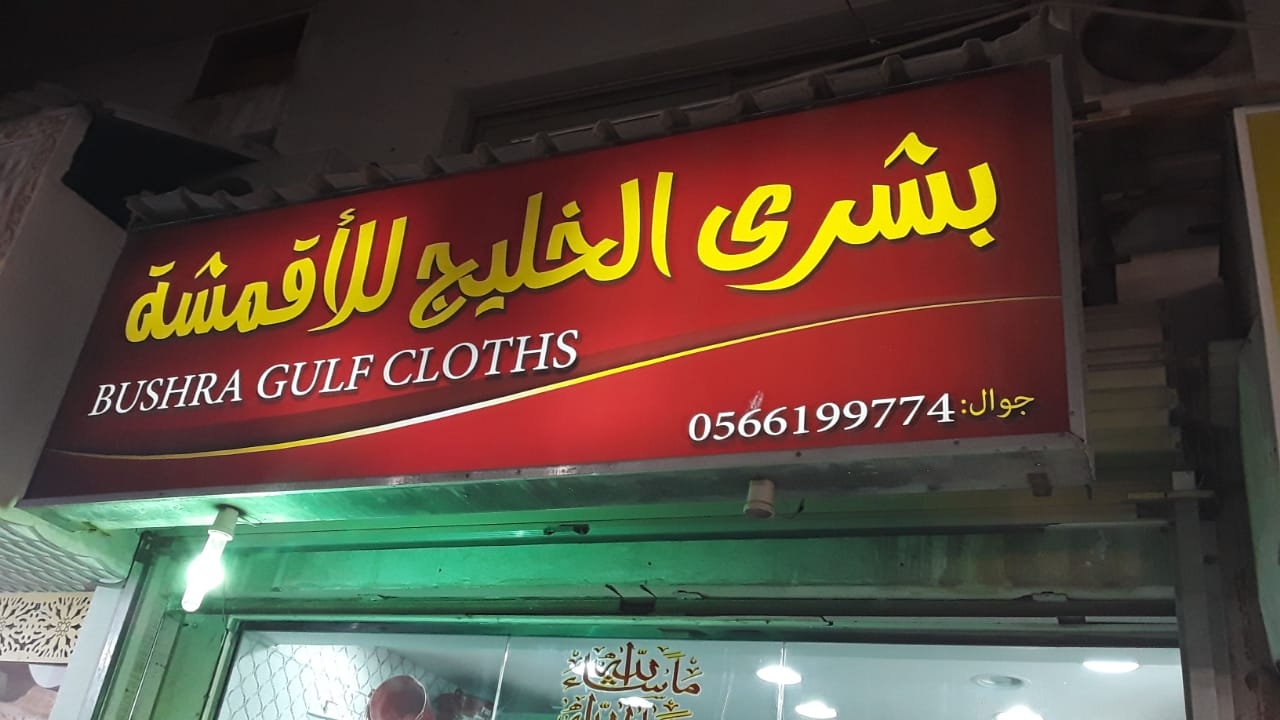 بشرى الخليج للأقمشة
BUSHRA GULF CLOTHS
جوال: 0566199774
ما شاء الله